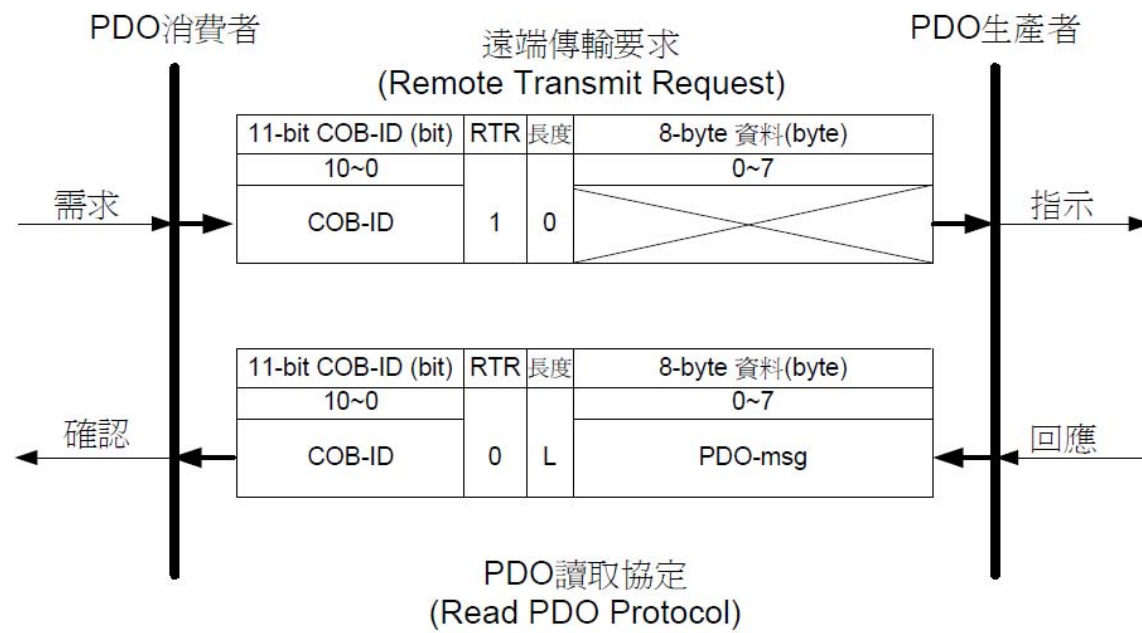 PDO消費者
PDO生產者
遠端傳輸要求
(Remote Transmit Request)
11-bit COB-ID (bit) RTR 長度 8-byte 資料(byte)
10~0 0~7
需求 COB-ID 1 0 指示
11-bit COB-ID (bit) RTR 長度 8-byte 資料(byte)
10~0 0~7
確認 COB-ID 0 L PDO-msg 回應
PDO讀取協定
(Read PDO Protocol)